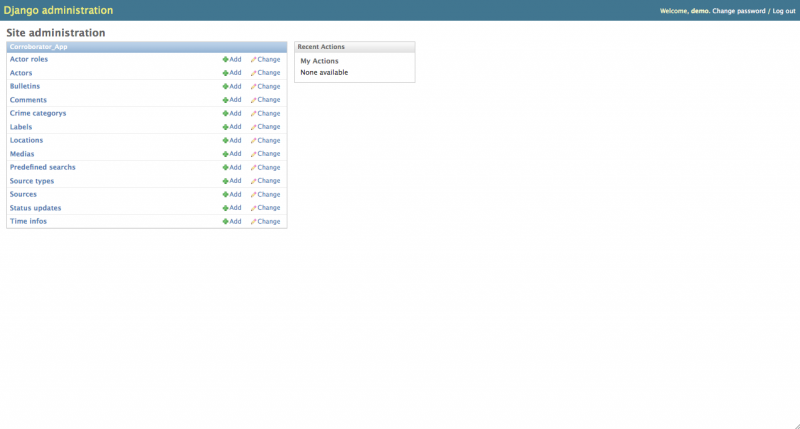 Django administration
Welcome, demo. Change password / Log out
Site administration
Corroborator_App
Actor roles Add Change
Actors Add Change
Bulletins Add Change
Comments Add Change
Crime categorys Add Change
Labels Add Change
Locations Add Change
Medias Add Change
Predefined searchs Add Change
Source types Add Change
Sources Add Change
Status updates Add Change
Time infos Add Change
Recent Actions
My Actions
None available